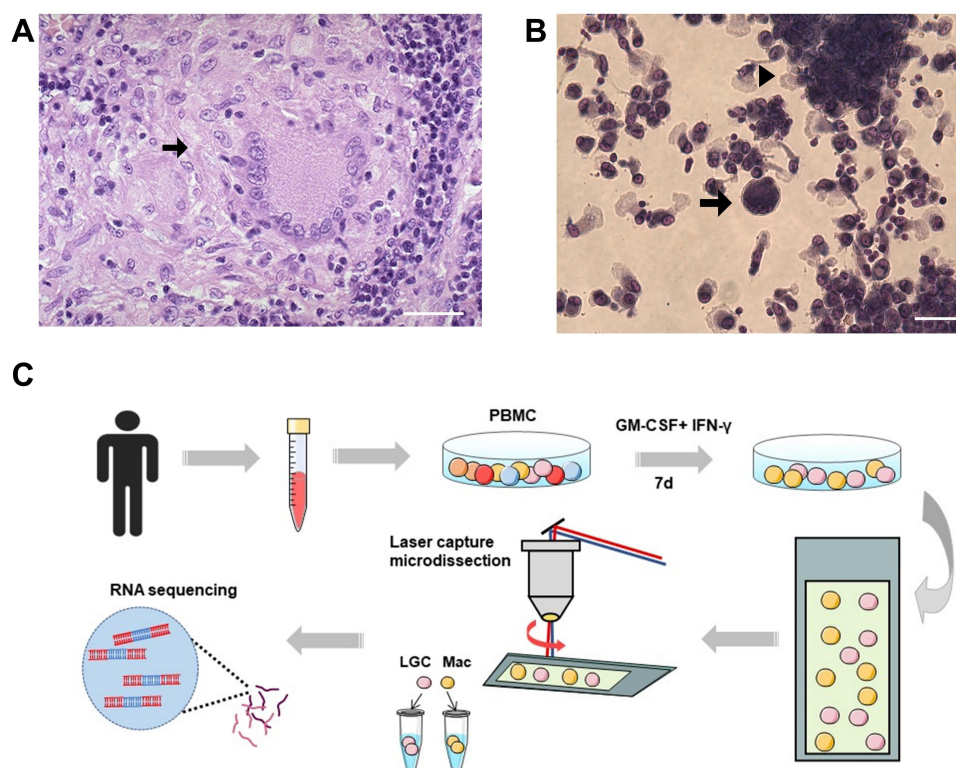 A
B
C
PBMC
GM-CSF+ IFN-γ
7d
Laser capture
microdissection
RNA sequencing
LGC Mac